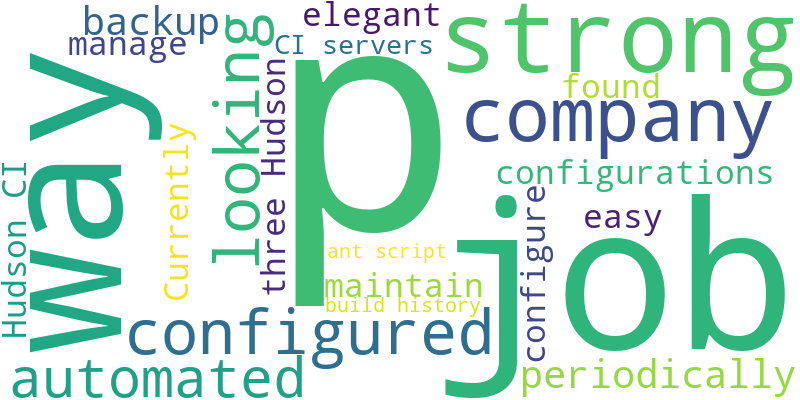 backup
elegant
strong
manage
CI servers
looking
way
p
three Hudson
found
company
Currently
configurations
Hudson CI
configure
easy
job
ant script
maintain
build history
configured
automated
periodically